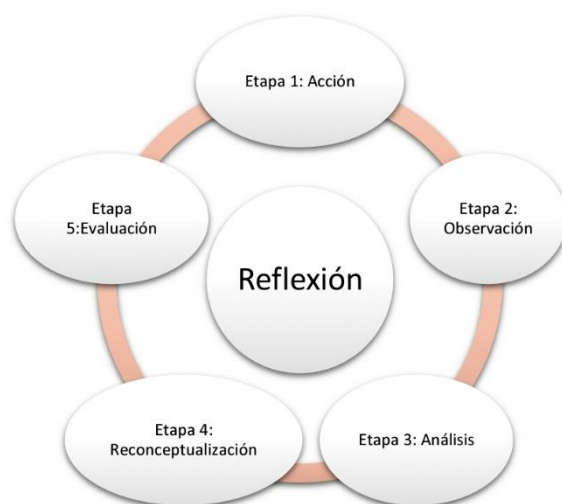 Etapa 1: Acción
Etapa 2:
Observación
Etapa 3: Análisis
Etapa 4:
Reconceptualización
Etapa
5:Evaluación
Reflexión